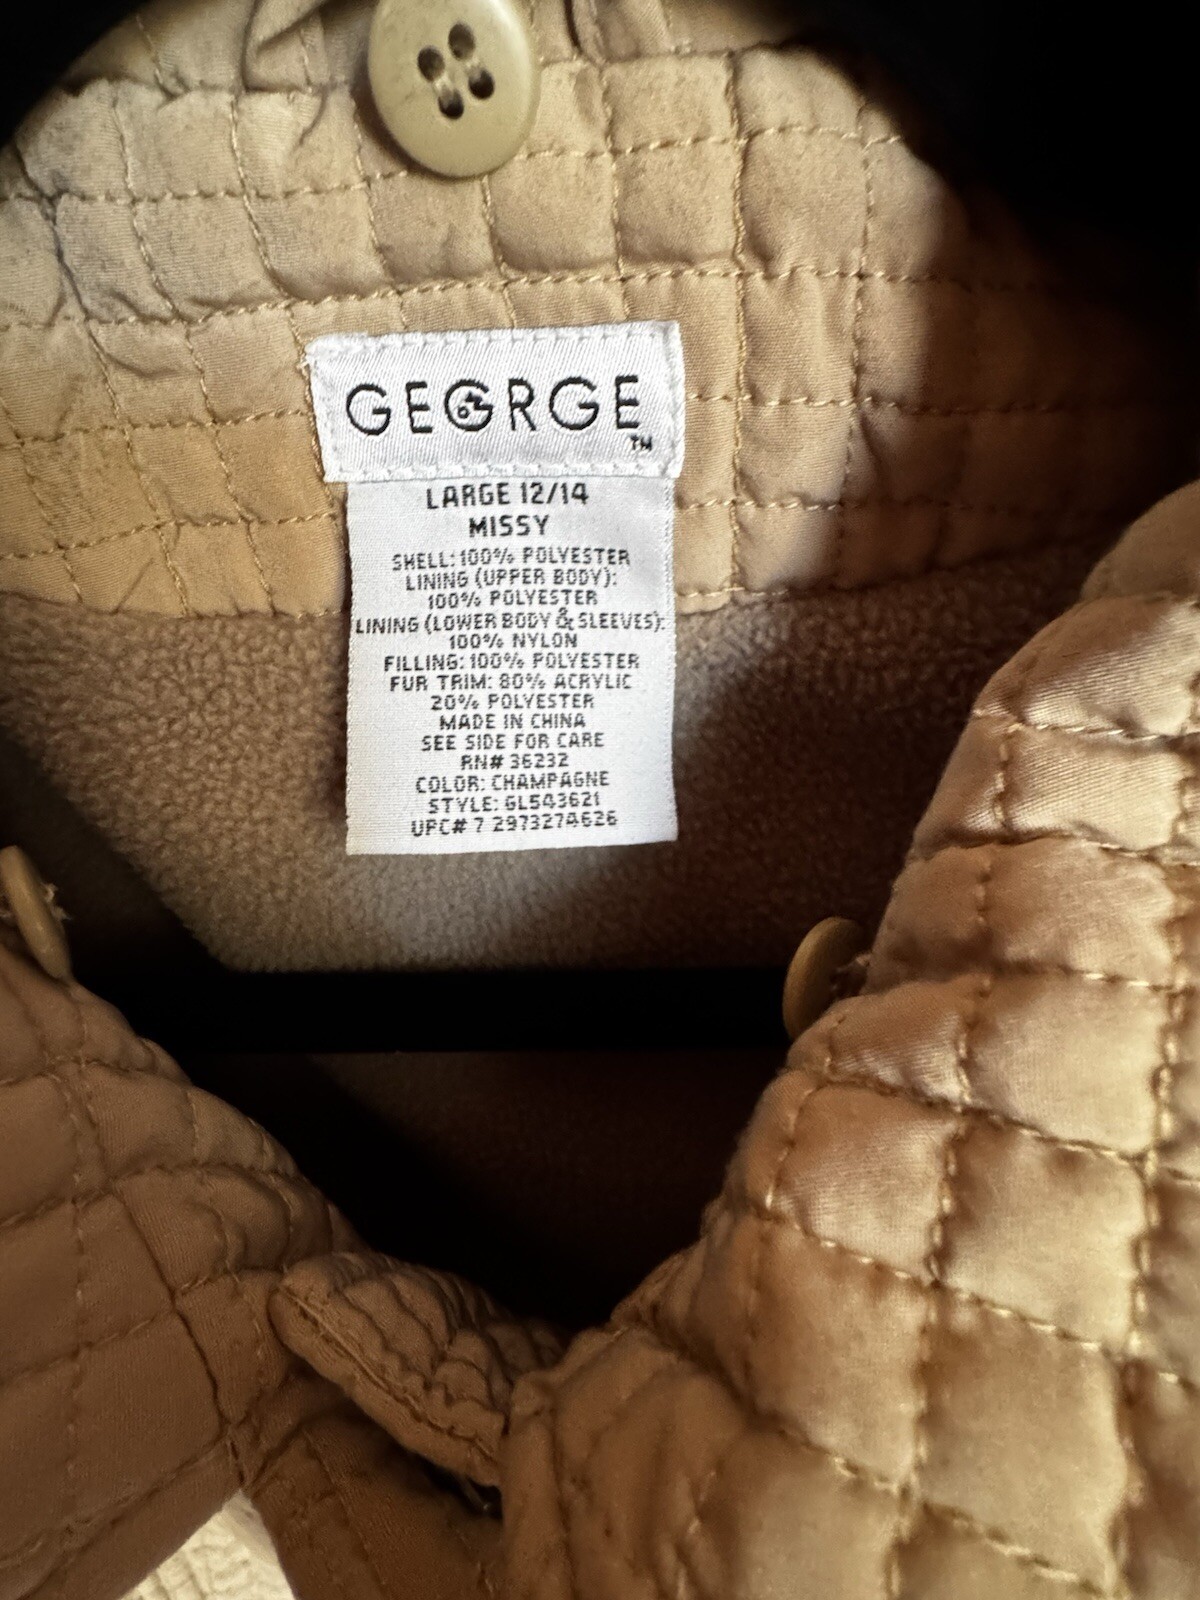 GEORGE
TM
LARGE 12/14
MISSY
SHELL: 100% POLYESTER
LINING (UPPER BODY):
100% POLYESTER
LINING (LOWER BODY & SLEEVES):
100% NYLON
FILLING: 100% POLYESTER
FUR TRIM: 80% ACRYLIC
20% POLYESTER
MADE IN CHINA
SEE SIDE FOR CARE
RN# 36232
COLOR: CHAMPAGNE
STYLE: GL543621
UPC# 7 2973274626